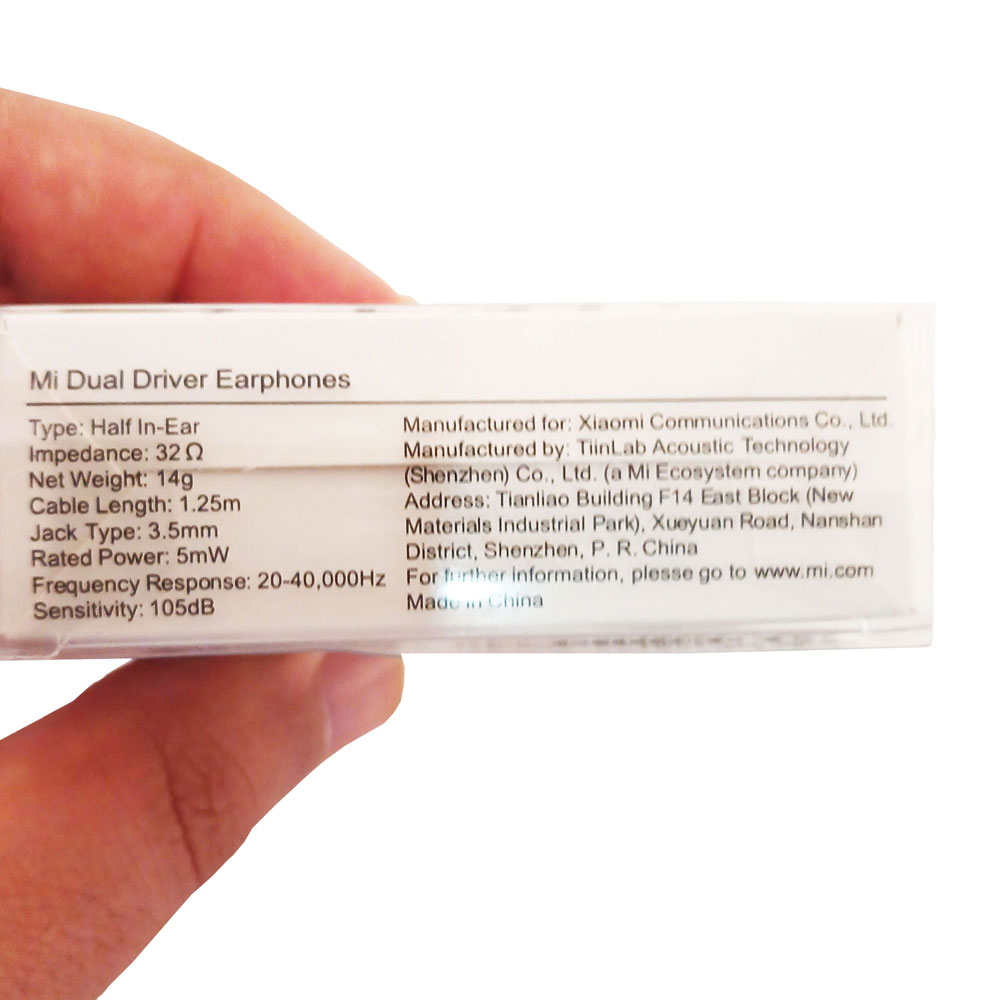 Mi Dual Driver Earphones
Type: Half In-Ear
Impedance: 32 Ω
Net Weight: 14g
Cable Length: 1.25m
Jack Type: 3.5mm
Rated Power: 5mW
Frequency Response: 20-40,000Hz
Sensitivity: 105dB
Manufactured for: Xiaomi Communications Co., Ltd.
Manufactured by: TiinLab Acoustic Technology
(Shenzhen) Co., Ltd. (a Mi Ecosystem company)
Address: Tianliao Building F14 East Block (New
Materials Industrial Park), Xueyuan Road, Nanshan
District, Shenzhen, P. R. China
For further information, plesse go to www.mi.com
Made in China